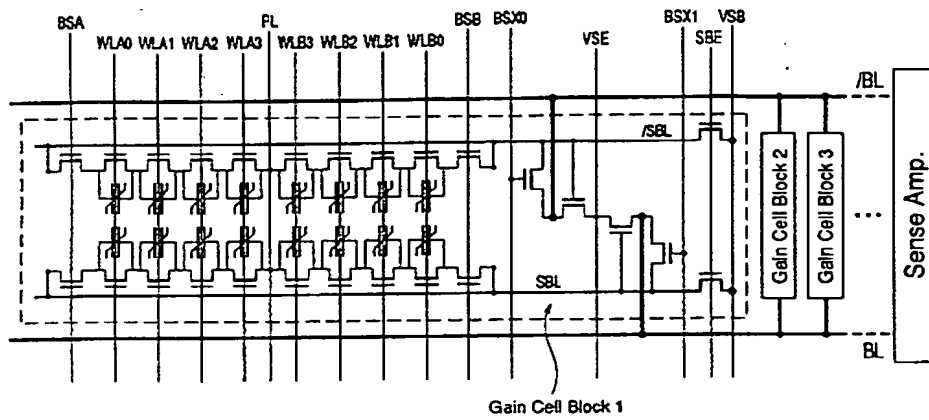 BSA PL BSB BSX0 BSX1 VSB
WLA0 WLA1 WLA2 WLA3 WLB3 WLB2 WLB1 WLB0 VSE SBE
/BL
/SBL
Gain Cell Block 2
Gain Cell Block 3
...
Sense Amp.
SBL
BL
Gain Cell Block 1